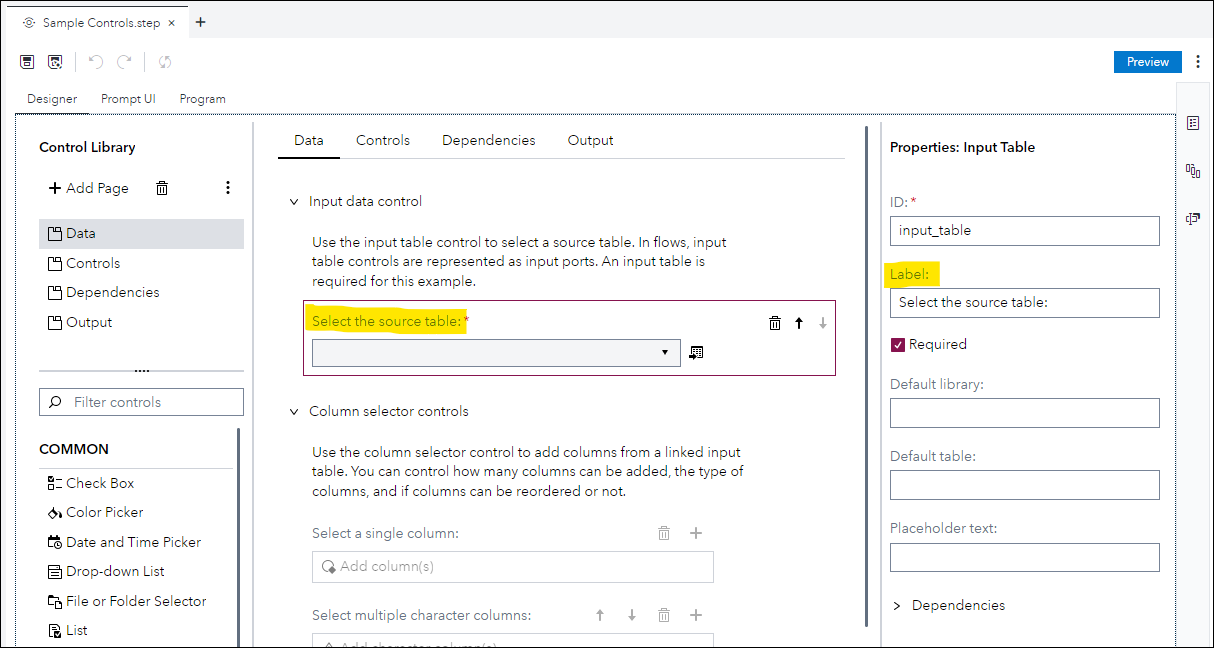 Sample Controls.step × +
Preview
Designer Prompt UI Program
Control Library
+ Add Page
Data
Controls
Dependencies
Output
Filter controls
COMMON
Check Box
Color Picker
Date and Time Picker
Drop-down List
File or Folder Selector
List
Data Controls Dependencies Output
Input data control
Use the input table control to select a source table. In flows, input
table controls are represented as input ports. An input table is
required for this example.
Select the source table:*
Column selector controls
Use the column selector control to add columns from a linked input
table. You can control how many columns can be added, the type of
columns, and if columns can be reordered or not.
Select a single column:
Add column(s)
Select multiple character columns:
Add character column(s)
Properties: Input Table
ID:*
input_table
Label:
Select the source table:
Required
Default library:
Default table:
Placeholder text:
Dependencies